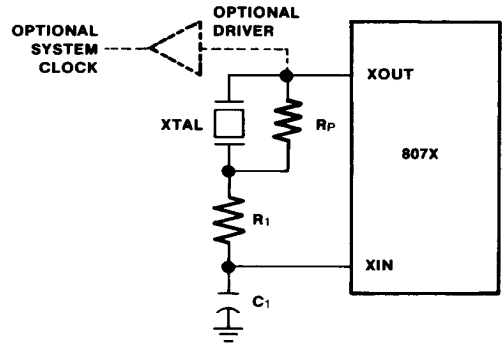 OPTIONAL
SYSTEM
CLOCK
OPTIONAL
DRIVER
XOUT
XTAL
RP
807X
R1
XIN
C1